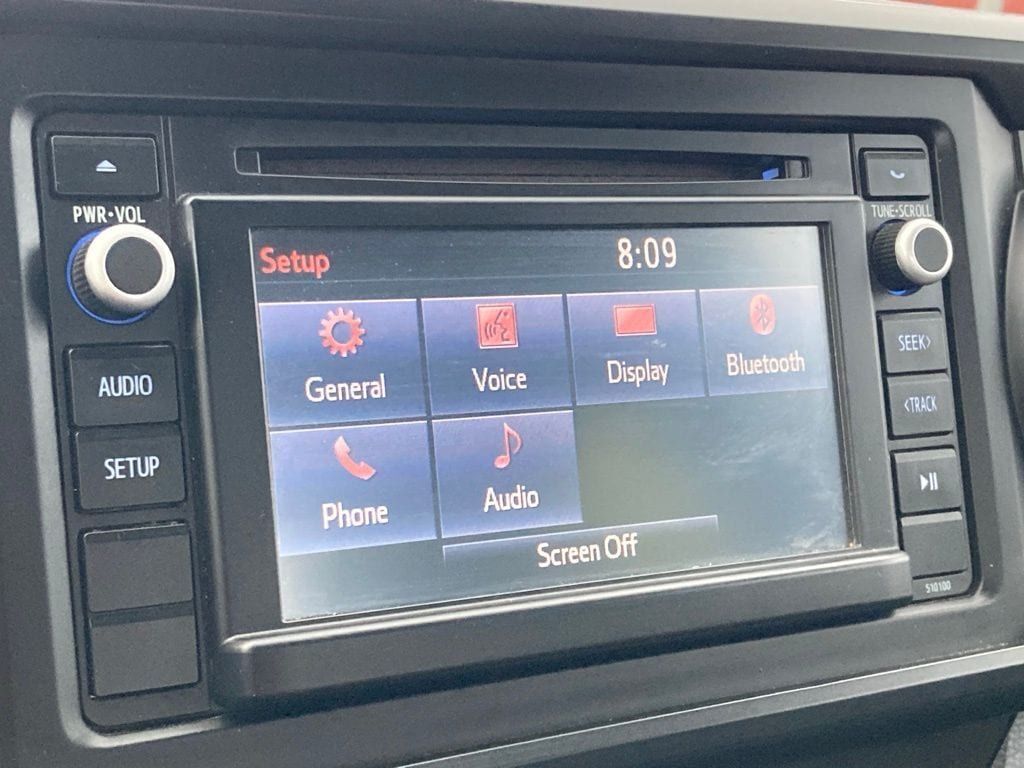 PWR•VOL
TUNE•SCROLL
Setup
8:09
General
Voice
Display
Bluetooth
Phone
Audio
Screen Off
AUDIO
SETUP
SEEK>
<TRACK
510100